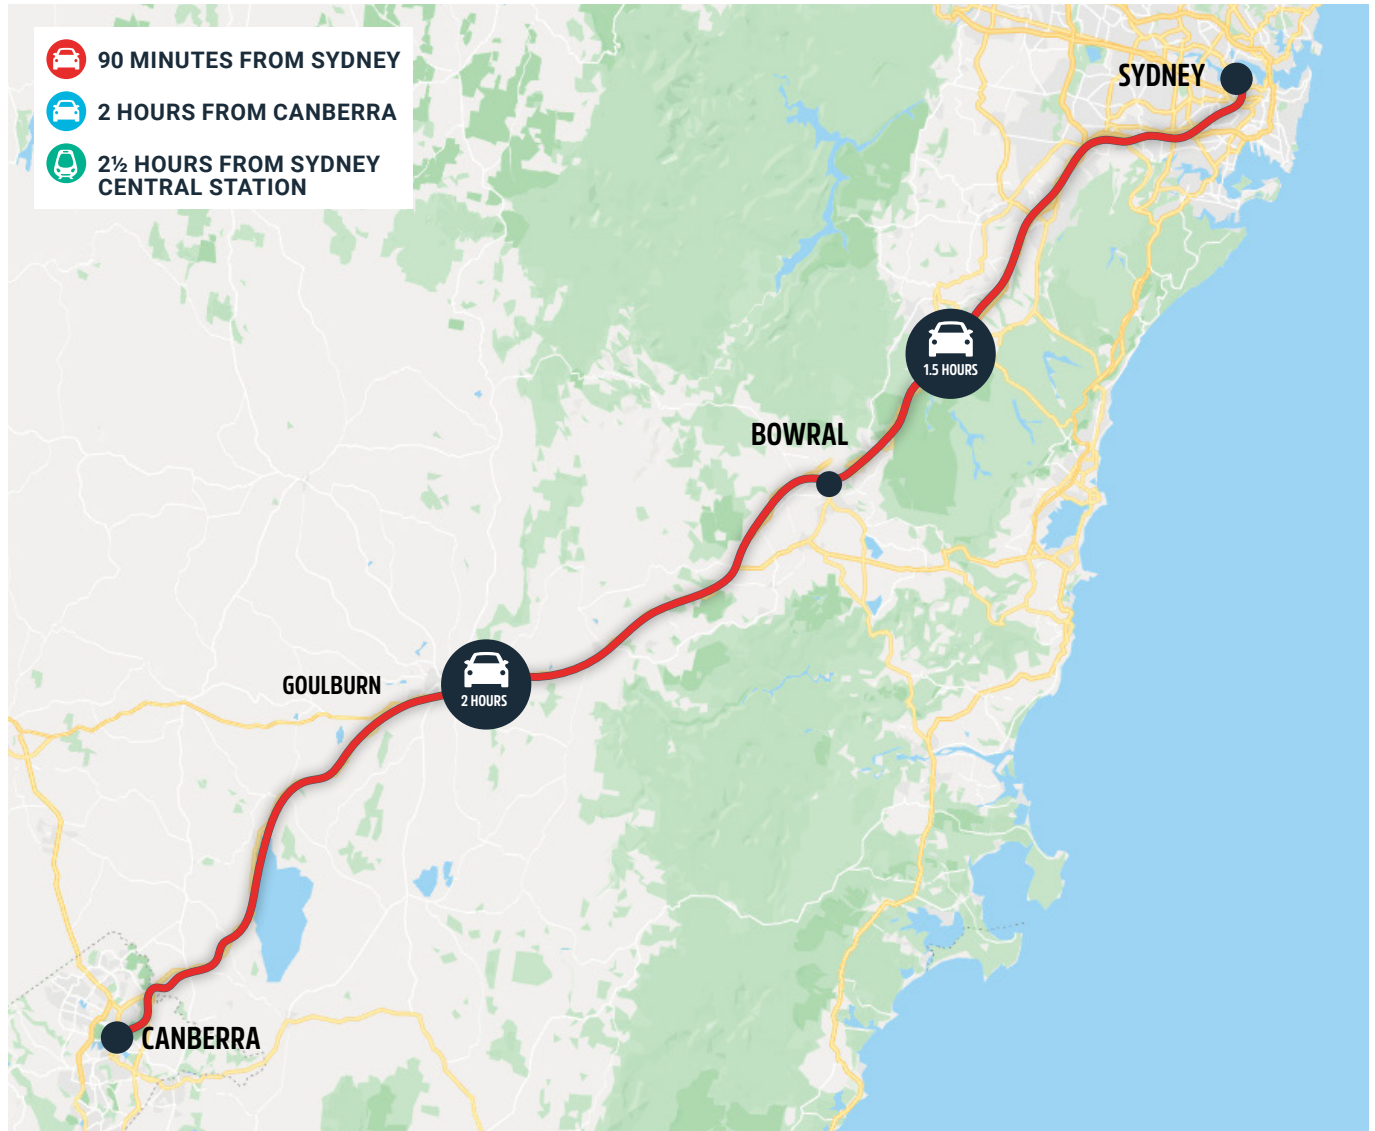 90 MINUTES FROM SYDNEY
2 HOURS FROM CANBERRA
2½ HOURS FROM SYDNEY
CENTRAL STATION
SYDNEY
1.5 HOURS
BOWRAL
GOULBURN
2 HOURS
CANBERRA